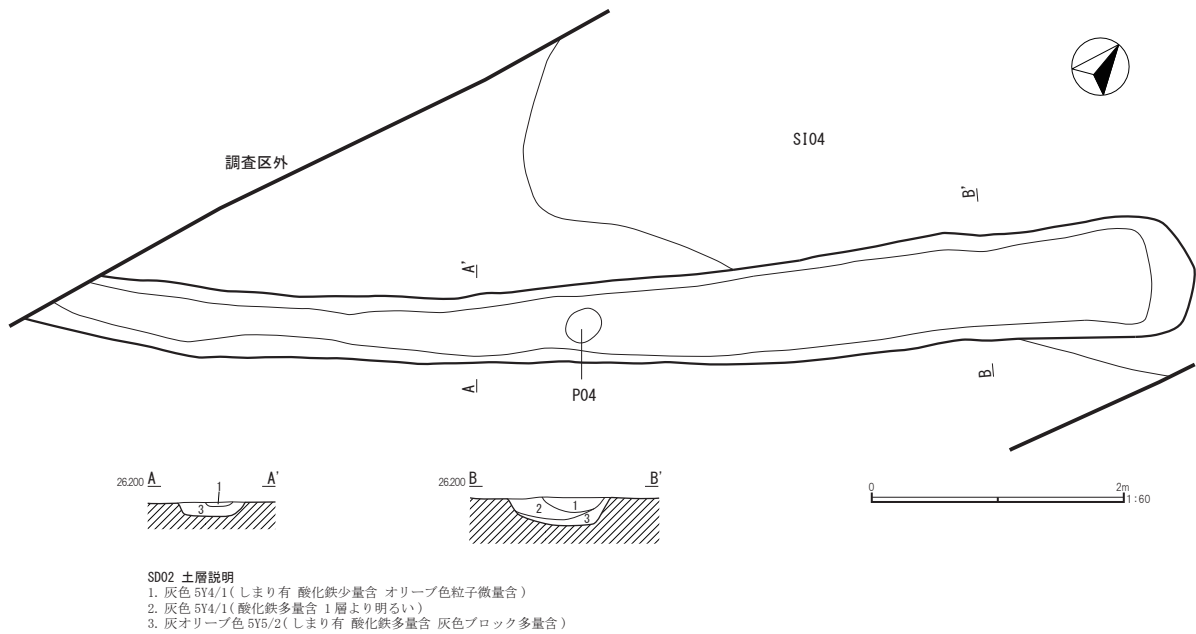 SI04
調査区外
B'
A'
A
P04
B
26.200 A A'
1
3
26.200 B B'
2 1
3
0 2m
1:60
SD02 土層説明
1. 灰色 5Y4/1( しまり有 酸化鉄少量含 オリーブ色粒子微量含 )
2. 灰色 5Y4/1( 酸化鉄多量含 1 層より明るい )
3. 灰オリーブ色 5Y5/2( しまり有 酸化鉄多量含 灰色ブロック多量含 )